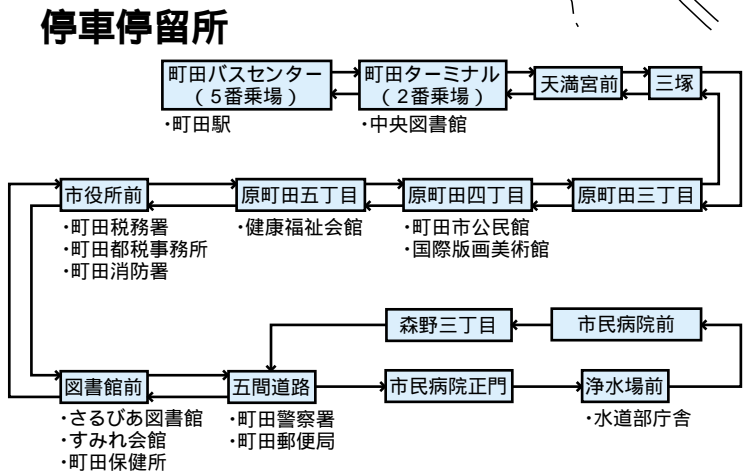 停車停留所
町田バスセンター
(5番乗場)
町田ターミナル
(2番乗場)
天満宮前
三塚
・町田駅
・中央図書館
市役所前
原町田五丁目
原町田四丁目
原町田三丁目
・町田税務署
・町田都税事務所
・町田消防署
・健康福祉会館
・町田市公民館
・国際版画美術館
森野三丁目
市民病院前
図書館前
五間道路
市民病院正門
浄水場前
・さるびあ図書館
・すみれ会館
・町田保健所
・町田警察署
・町田郵便局
・水道部庁舎